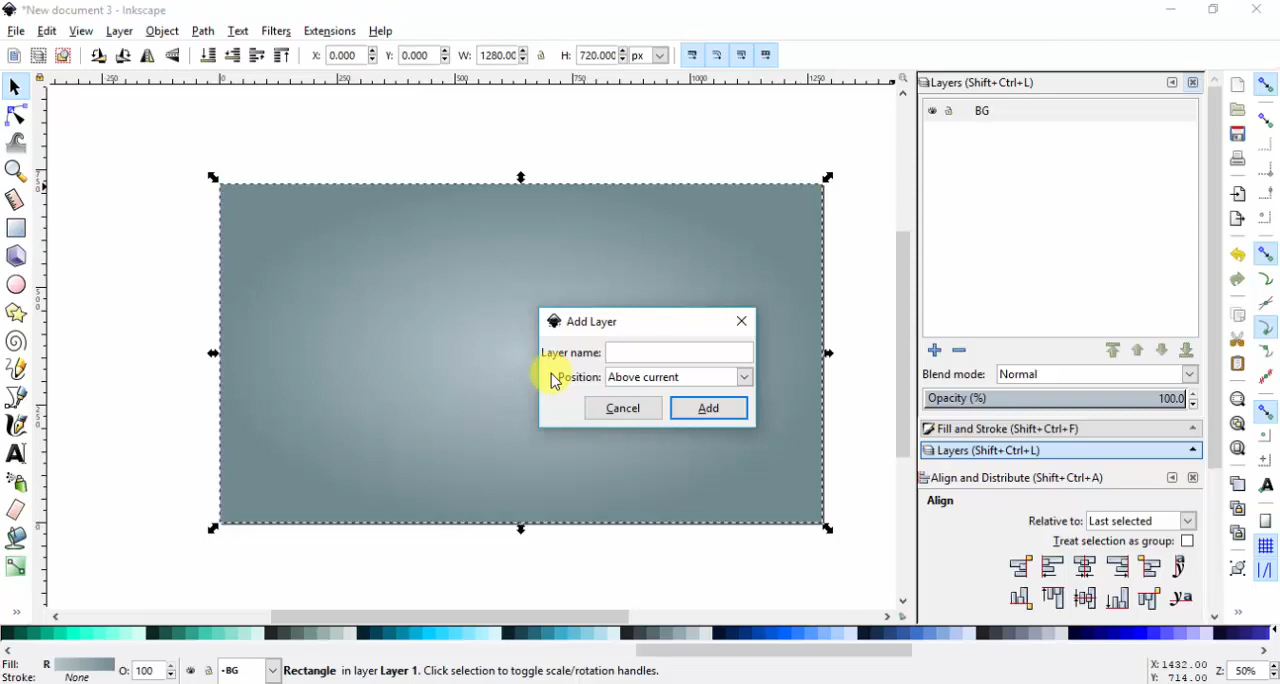 *New document 3 - Inkscape
File Edit View Layer Object Path Text Filters Extensions Help
X: 0.000 Y: 0.000 W: 1280.0C H: 720.000 px
-250 0 250 500 750 1000 1250
Layers (Shift+Ctrl+L)
BG
Add Layer
Layer name:
Position: Above current
Cancel Add
Blend mode: Normal
Opacity (%) 100.0
Fill and Stroke (Shift+Ctrl+F)
Layers (Shift+Ctrl+L)
Align and Distribute (Shift+Ctrl+A)
Align
Relative to: Last selected
Treat selection as group:
Fill: R O: 100 -BG Rectangle in layer Layer 1. Click selection to toggle scale/rotation handles. X: 1432.00 Z: 50%
Stroke: None Y: 714.00